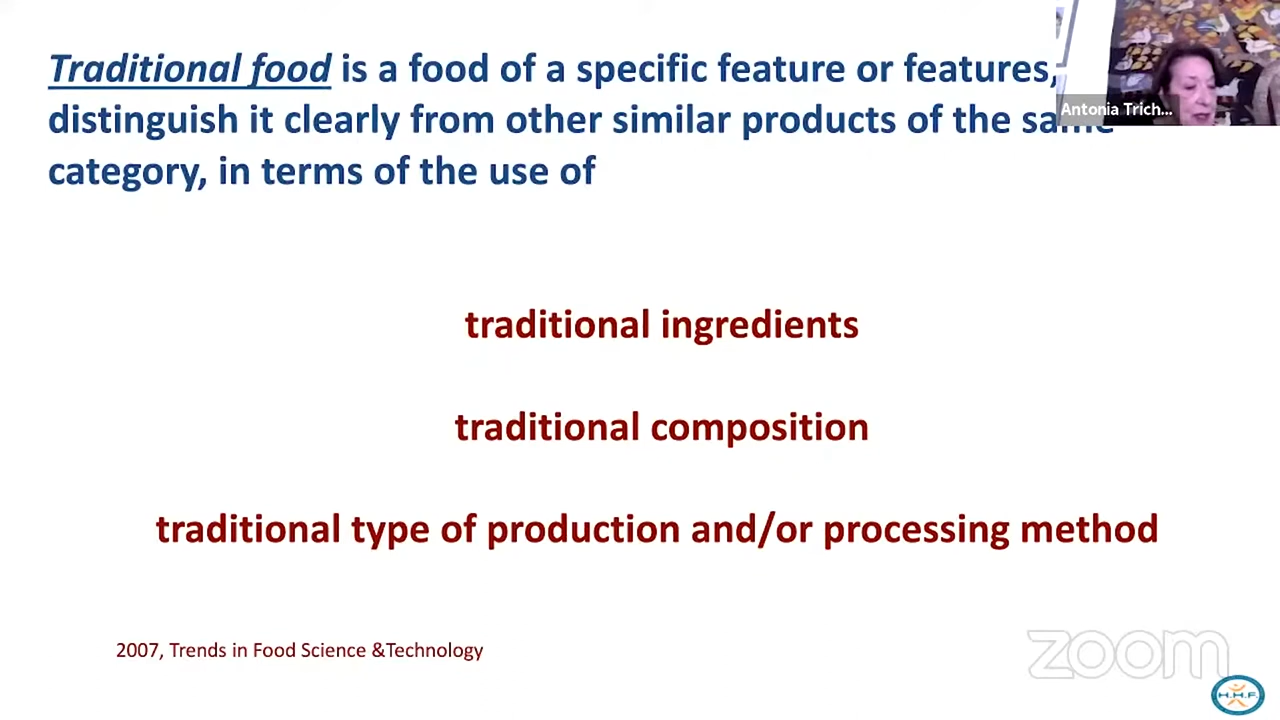 Traditional food is a food of a specific feature or features,
distinguish it clearly from other similar products of the same
category, in terms of the use of
Antonia Trich...
traditional ingredients
traditional composition
traditional type of production and/or processing method
2007, Trends in Food Science &Technology
zoom
H.H.F.